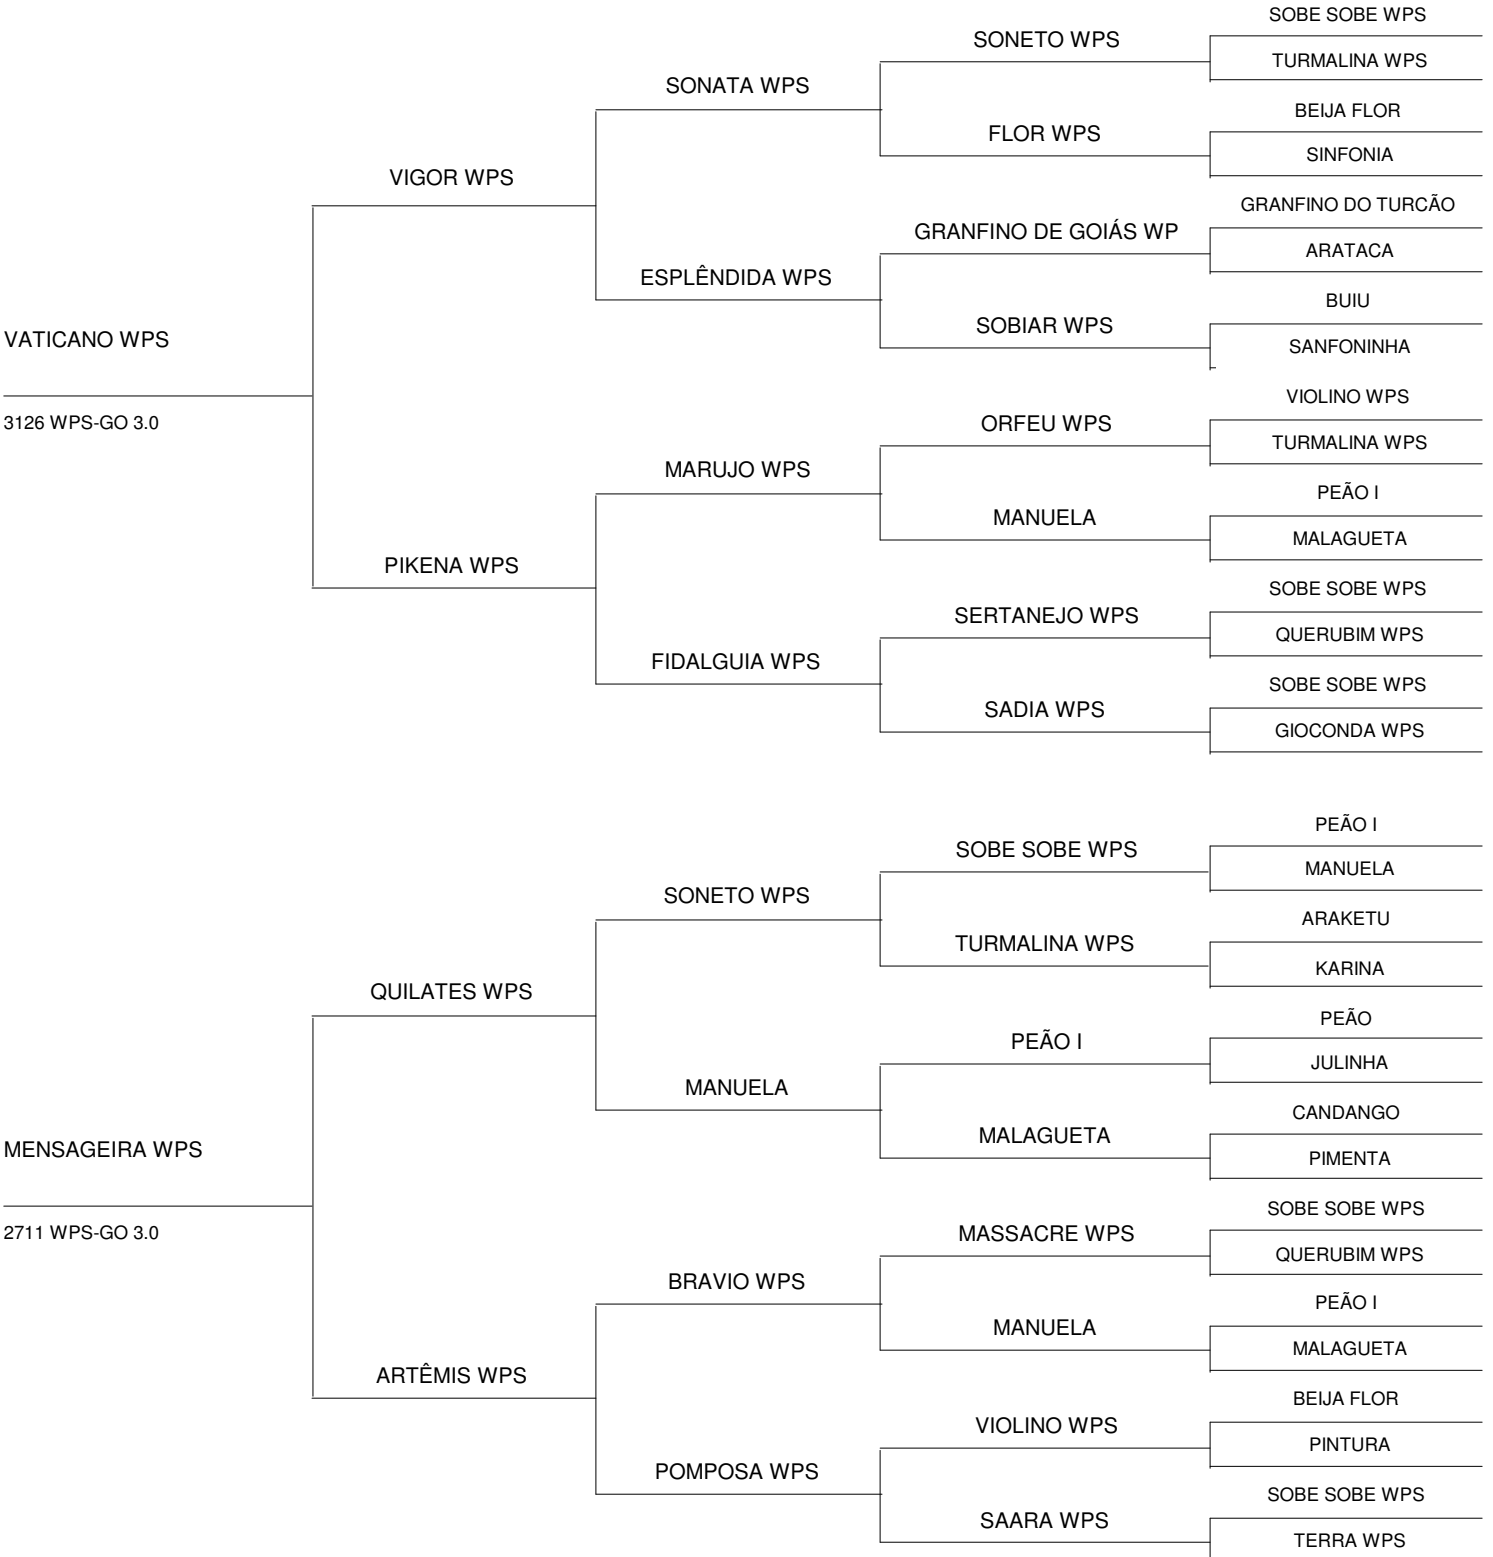 SOBE SOBE WPS
SONETO WPS
TURMALINA WPS
SONATA WPS
BEIJA FLOR
FLOR WPS
SINFONIA
VIGOR WPS
GRANFINO DO TURCÃO
GRANFINO DE GOIÁS WP
ARATACA
ESPLÊNDIDA WPS
BUIU
SOBIAR WPS
SANFONINHA
VATICANO WPS
VIOLINO WPS
3126 WPS-GO 3.0
ORFEU WPS
TURMALINA WPS
MARUJO WPS
PEÃO I
MANUELA
MALAGUETA
PIKENA WPS
SOBE SOBE WPS
SERTANEJO WPS
QUERUBIM WPS
FIDALGUIA WPS
SOBE SOBE WPS
SADIA WPS
GIOCONDA WPS
PEÃO I
SOBE SOBE WPS
MANUELA
SONETO WPS
ARAKETU
TURMALINA WPS
KARINA
QUILATES WPS
PEÃO
PEÃO I
JULINHA
MANUELA
CANDANGO
MALAGUETA
PIMENTA
MENSAGEIRA WPS
SOBE SOBE WPS
2711 WPS-GO 3.0
MASSACRE WPS
QUERUBIM WPS
BRAVIO WPS
PEÃO I
MANUELA
MALAGUETA
ARTÊMIS WPS
BEIJA FLOR
VIOLINO WPS
PINTURA
POMPOSA WPS
SOBE SOBE WPS
SAARA WPS
TERRA WPS